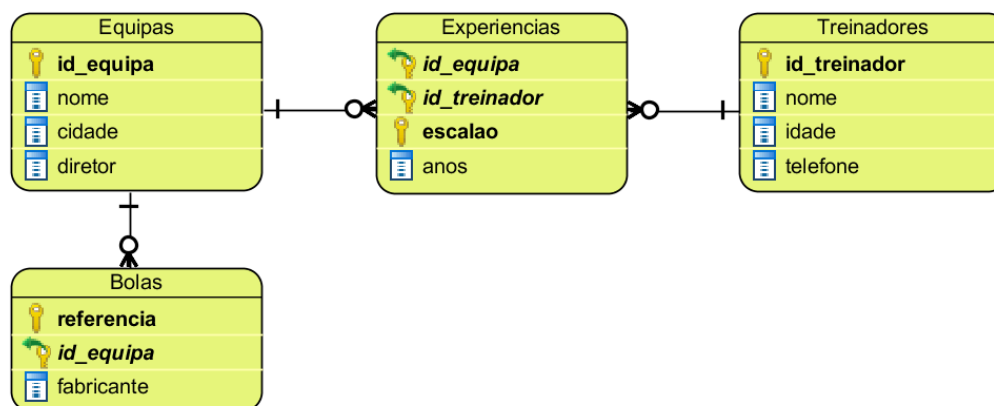 Equipas
id_equipa
nome
cidade
diretor
Experiencias
id_equipa
id_treinador
escalao
anos
Treinadores
id_treinador
nome
idade
telefone
Bolas
referencia
id_equipa
fabricante